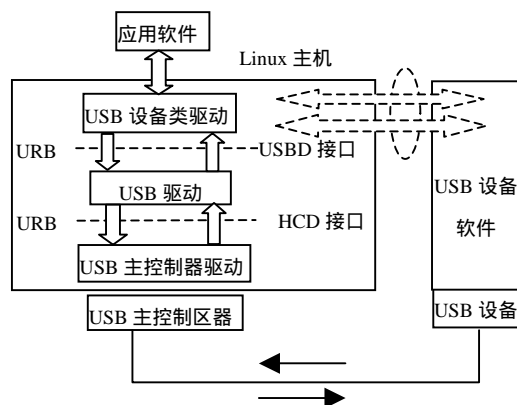 应用软件
Linux 主机
USB 设备类驱动
URB
USBD 接口
USB 驱动
URB
HCD 接口
USB 主控制器驱动
USB 主控制区器
USB 设备
软件
USB 设备